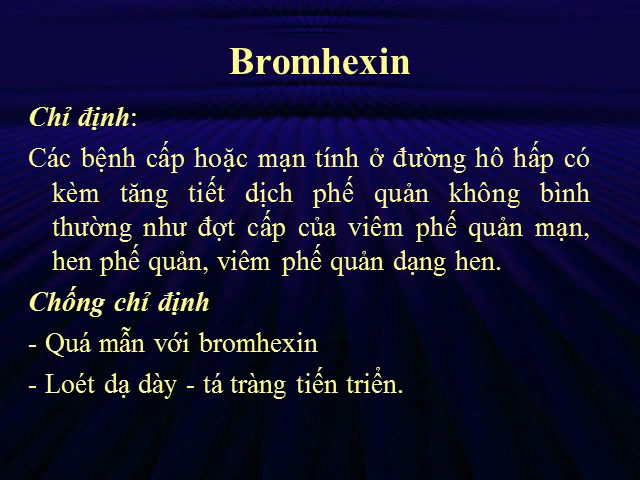 Bromhexin
Chỉ định:
Các bệnh cấp hoặc mạn tính ở đường hô hấp có
kèm tăng tiết dịch phế quản không bình
thường như đợt cấp của viêm phế quản mạn,
hen phế quản, viêm phế quản dạng hen.
Chống chỉ định
- Quá mẫn với bromhexin
- Loét dạ dày - tá tràng tiến triển.